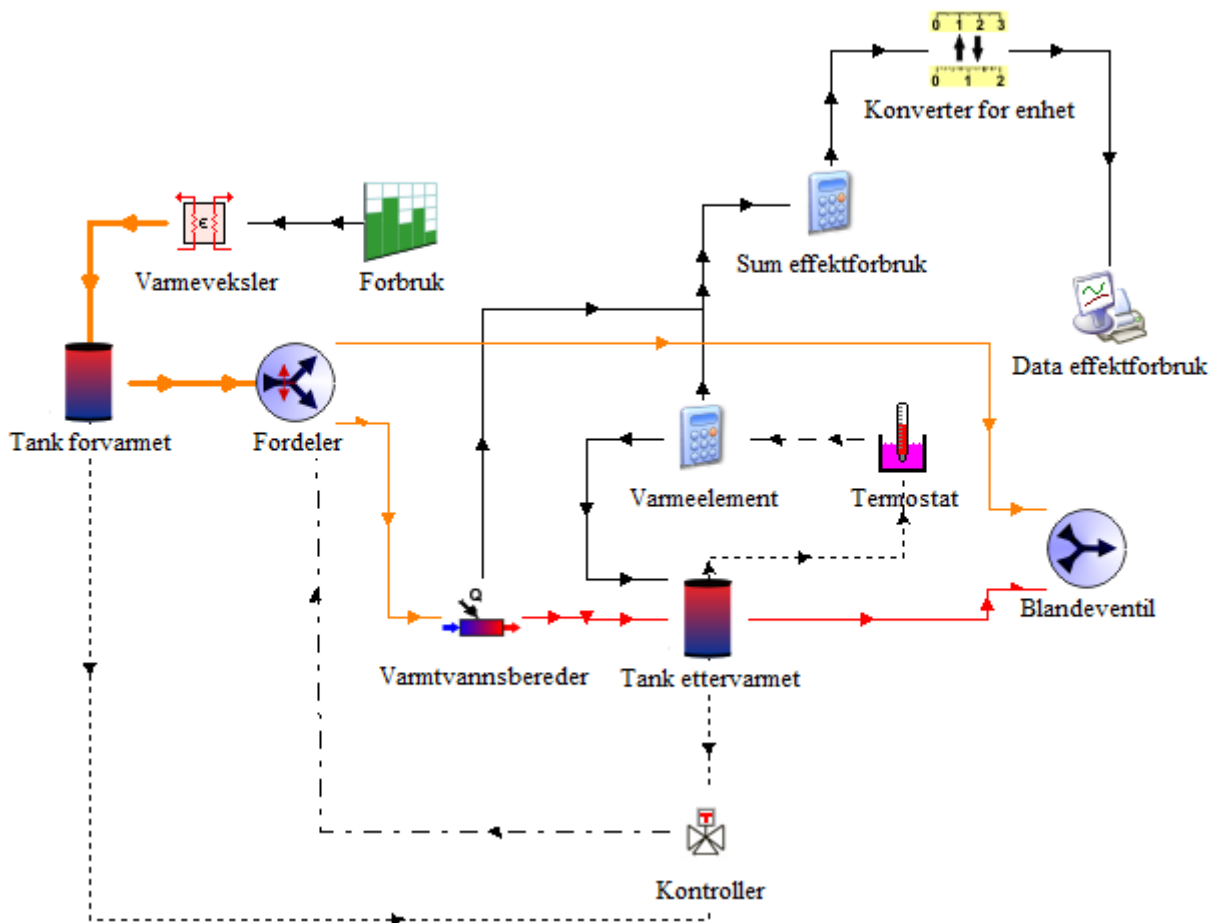 0 1 2 3
0 1 2
Konverter for enhet
ε
Varmeveksler
Forbruk
Sum effektforbruk
Data effektforbruk
Tank forvarmet
Fordeler
Varmeelement
Termostat
Q
Blandeventil
Varmtvannsbereder
Tank ettervarmet
T
Kontroller